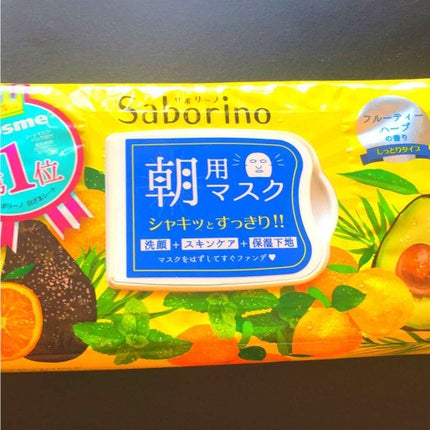 サボリーノ
Saborino
朝用マスク
シャキッとすっきり!!
洗顔+スキンケア+保湿下地
マスクをはずしてすぐファンデ♥
フルーティー
ハーブ
の香り
しっとりタイプ
osme
1位